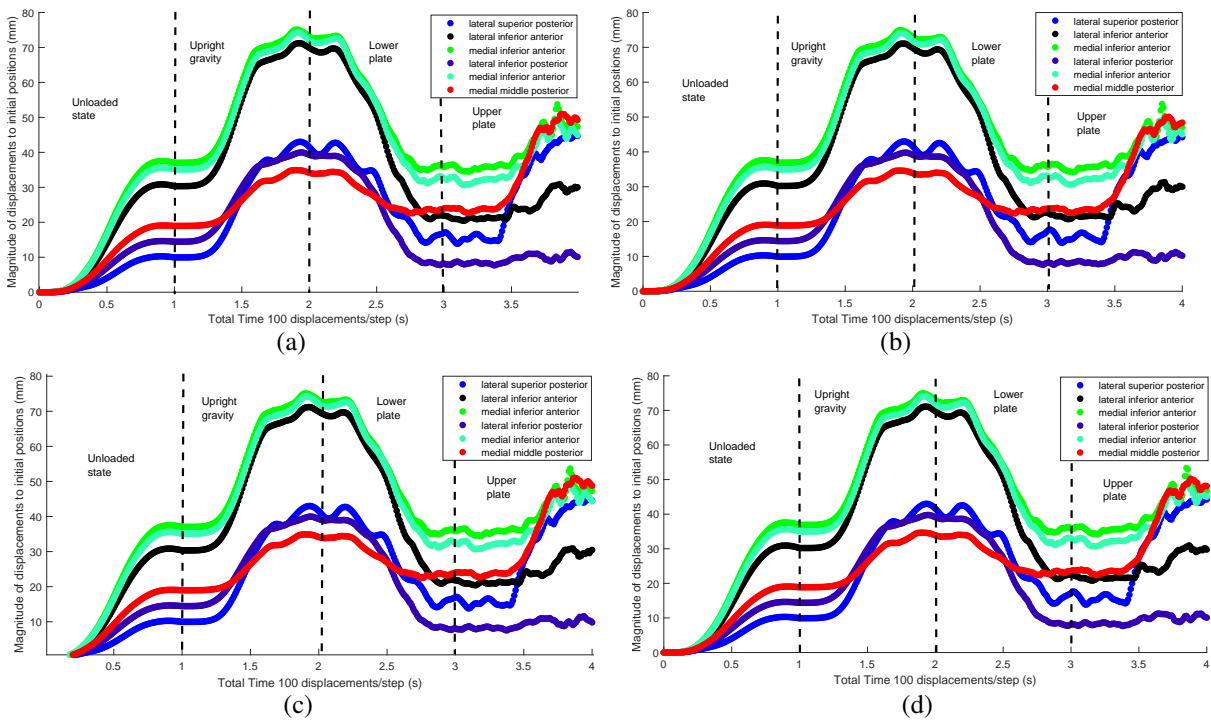 Magnitude of displacements to initial positions (mm)
80
70
60
50
40
30
20
10
0
Unloaded
state
Upright
gravity
Lower
plate
Upper
plate
lateral superior posterior
lateral inferior anterior
medial inferior anterior
lateral inferior posterior
medial inferior anterior
medial middle posterior
0 0.5 1 1.5 2 2.5 3 3.5
Total Time 100 displacements/step (s)
(a)
Magnitude of displacements to initial positions (mm)
80
70
60
50
40
30
20
10
0
Unloaded
state
Upright
gravity
Lower
plate
Upper
plate
lateral superior posterior
lateral inferior anterior
medial inferior anterior
lateral inferior posterior
medial inferior anterior
medial middle posterior
0 0.5 1 1.5 2 2.5 3 3.5 4
Total Time 100 displacements/step (s)
(b)
Magnitude of displacements to initial positions (mm)
80
70
60
50
40
30
20
10
Unloaded
state
Upright
gravity
Lower
plate
Upper
plate
lateral superior posterior
lateral inferior anterior
medial inferior anterior
lateral inferior posterior
medial inferior anterior
medial middle posterior
0.5 1 1.5 2 2.5 3 3.5 4
Total Time 100 displacements/step (s)
(c)
Magnitude of displacements to initial positions (mm)
80
70
60
50
40
30
20
10
0
Unloaded
state
Upright
gravity
Lower
plate
Upper
plate
lateral superior posterior
lateral inferior anterior
medial inferior anterior
lateral inferior posterior
medial inferior anterior
medial middle posterior
0 0.5 1 1.5 2 2.5 3 3.5 4
Total Time 100 displacements/step (s)
(d)